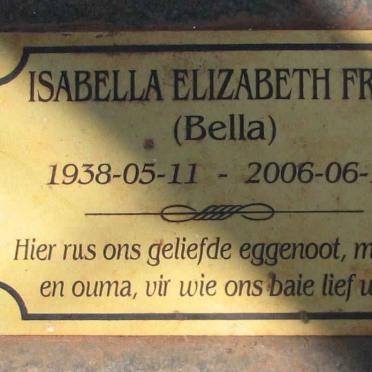 ISABELLA ELIZABETH FR
(Bella)
1938-05-11 - 2006-06-
Hier rus ons geliefde eggenoot, m
en ouma, vir wie ons baie lief